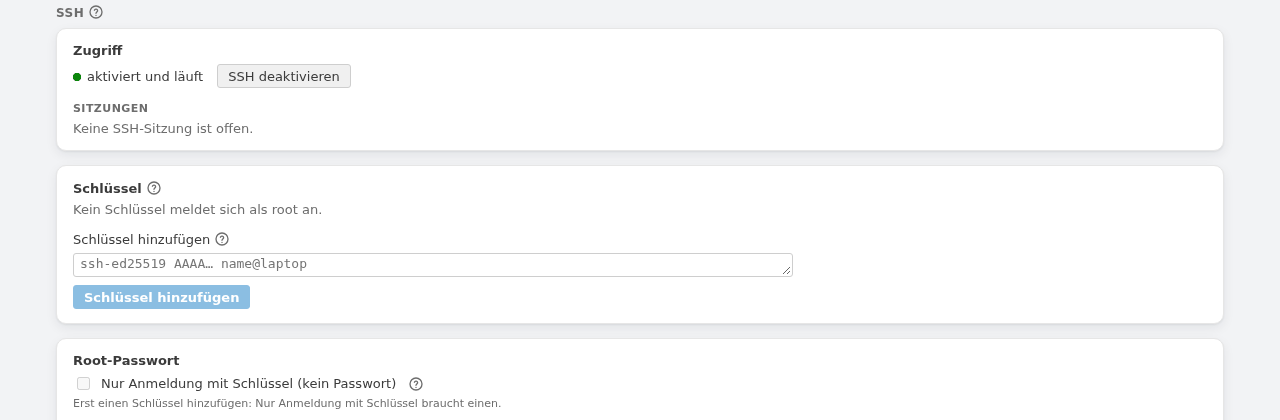 SSH
Zugriff
aktiviert und läuft SSH deaktivieren
SITZUNGEN
Keine SSH-Sitzung ist offen.
Schlüssel
Kein Schlüssel meldet sich als root an.
Schlüssel hinzufügen
ssh-ed25519 AAAA… name@laptop
Schlüssel hinzufügen
Root-Passwort
Nur Anmeldung mit Schlüssel (kein Passwort)
Erst einen Schlüssel hinzufügen: Nur Anmeldung mit Schlüssel braucht einen.